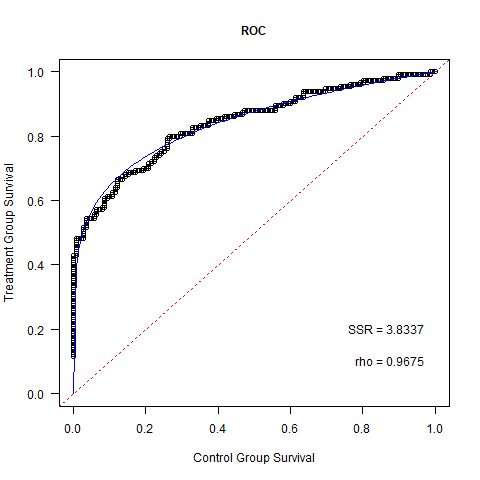 ROC
Treatment Group Survival
1.0
0.8
0.6
0.4
0.2
0.0
SSR = 3.8337
rho = 0.9675
0.0 0.2 0.4 0.6 0.8 1.0
Control Group Survival